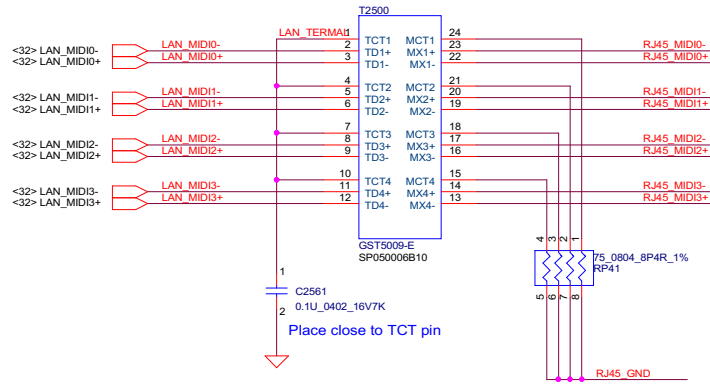 T2500
LAN_TERMAL 1 TCT1 MCT1 24
<32> LAN_MIDI0- LAN_MIDI0- 2 TD1+ MX1+ 23 RJ45_MIDI0-
<32> LAN_MIDI0+ LAN_MIDI0+ 3 TD1- MX1- 22 RJ45_MIDI0+
4 TCT2 MCT2 21
<32> LAN_MIDI1- LAN_MIDI1- 5 TD2+ MX2+ 20 RJ45_MIDI1-
<32> LAN_MIDI1+ LAN_MIDI1+ 6 TD2- MX2- 19 RJ45_MIDI1+
7 TCT3 MCT3 18
<32> LAN_MIDI2- LAN_MIDI2- 8 TD3+ MX3+ 17 RJ45_MIDI2-
<32> LAN_MIDI2+ LAN_MIDI2+ 9 TD3- MX3- 16 RJ45_MIDI2+
10 TCT4 MCT4 15
<32> LAN_MIDI3- LAN_MIDI3- 11 TD4+ MX4+ 14 RJ45_MIDI3-
<32> LAN_MIDI3+ LAN_MIDI3+ 12 TD4- MX4- 13 RJ45_MIDI3+
GST5009-E
SP050006B10
4 3 2 1
75_0804_8P4R_1%
RP41
5 6 7 8
1
C2561
0.1U_0402_16V7K
2
Place close to TCT pin
RJ45_GND